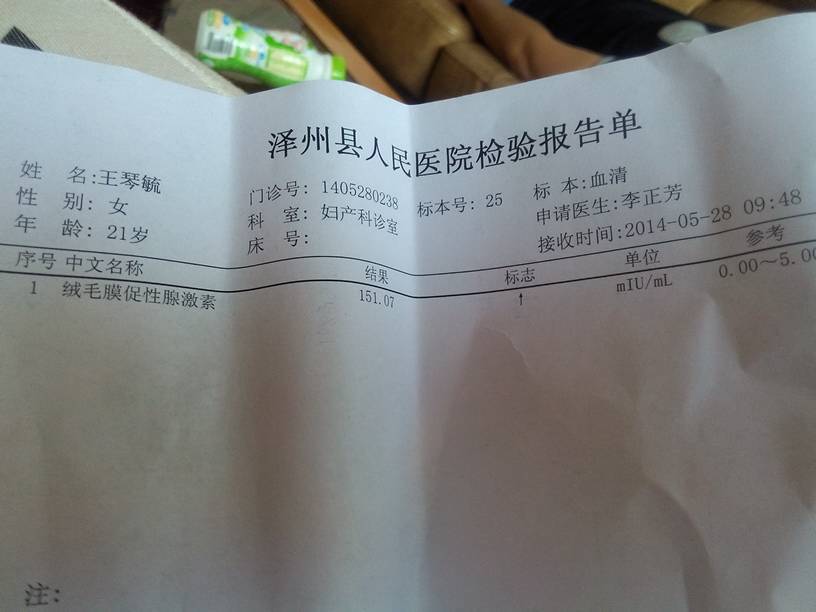 泽州县人民医院检验报告单
姓 名:王琴毓 门诊号: 1405280238 标本号: 25 标 本:血清
性 别: 女 科 室: 妇产科诊室 申请医生:李正芳
年 龄: 21岁 床 号: 接收时间:2014-05-28 09:48
序号 中文名称 结果 标志 单位 参考
1 绒毛膜促性腺激素 151.07 ↑ mIU/mL 0.00~5.00
注: